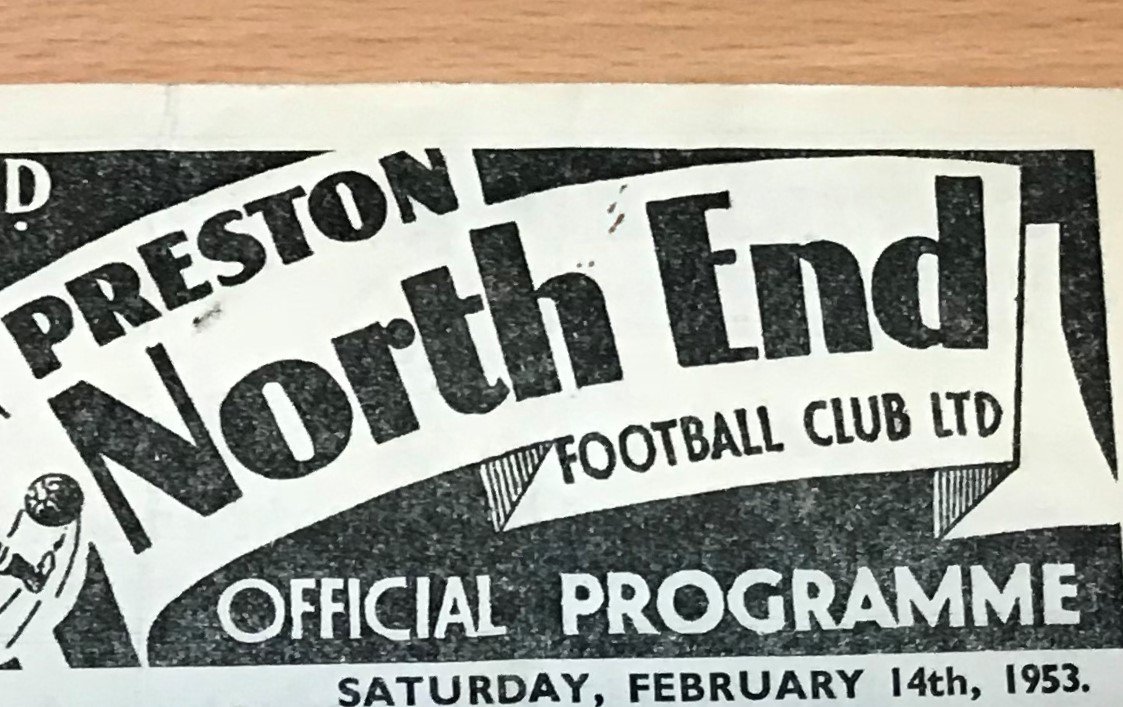 D.
PRESTON
North End
FOOTBALL CLUB LTD
OFFICIAL PROGRAMME
SATURDAY, FEBRUARY 14th, 1953.